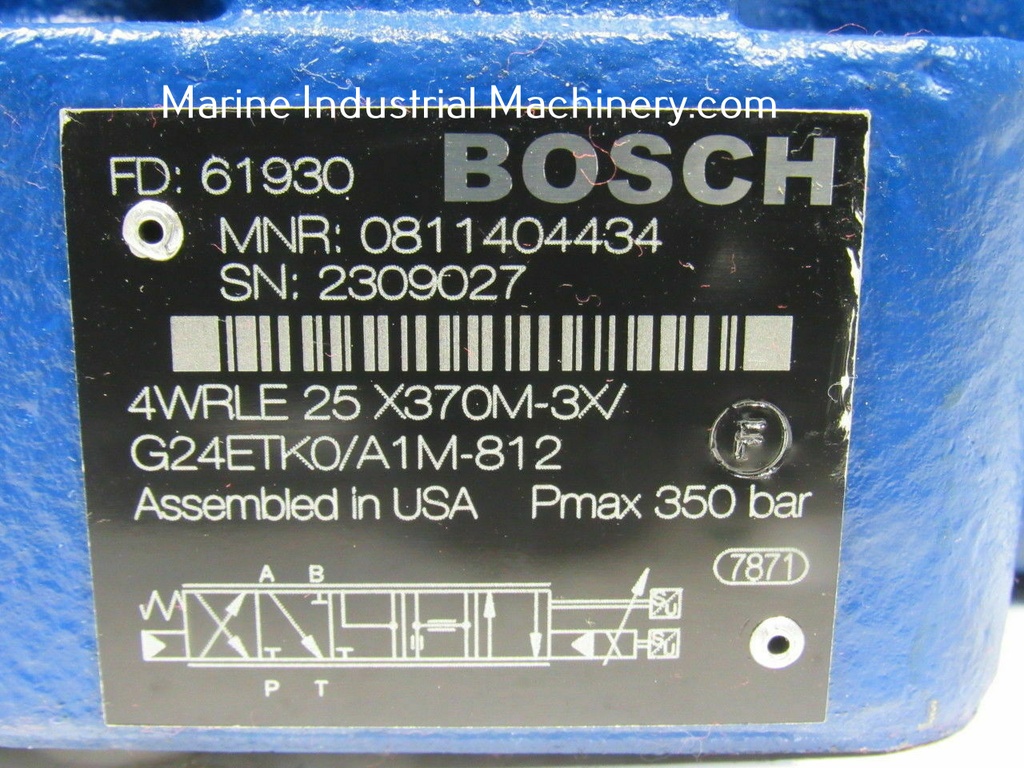 Marine Industrial Machinery.com
FD: 61930 BOSCH
MNR: 0811404434
SN: 2309027
4WRLE 25 X370M-3X/
G24ETK0/A1M-812
F
Assembled in USA Pmax 350 bar
7871
A B
S/U
S/U
P T